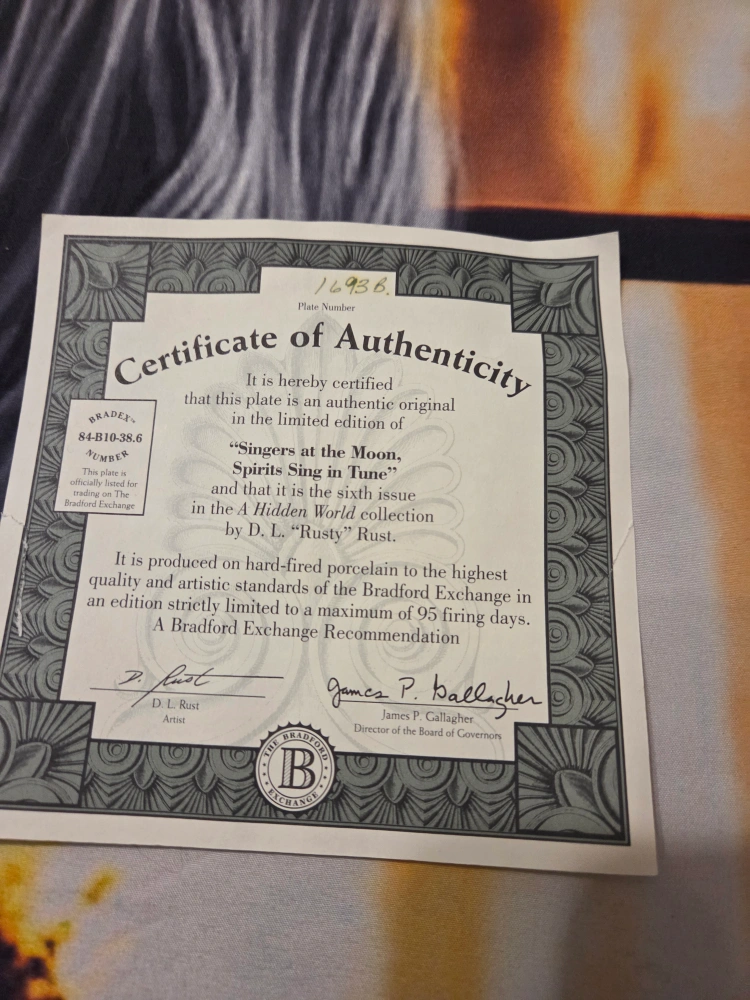 1693B.
Plate Number
Certificate of Authenticity
It is hereby certified
that this plate is an authentic original
in the limited edition of
“Singers at the Moon,
Spirits Sing in Tune”
and that it is the sixth issue
in the A Hidden World collection
by D. L. “Rusty” Rust.
BRADEX™
84-B10-38.6
NUMBER
This plate is
officially listed for
trading on The
Bradford Exchange
It is produced on hard-fired porcelain to the highest
quality and artistic standards of the Bradford Exchange in
an edition strictly limited to a maximum of 95 firing days.
A Bradford Exchange Recommendation
D. Rust
D. L. Rust
Artist
James P. Gallagher
James P. Gallagher
Director of the Board of Governors
THE BRADFORD
B
EXCHANGE